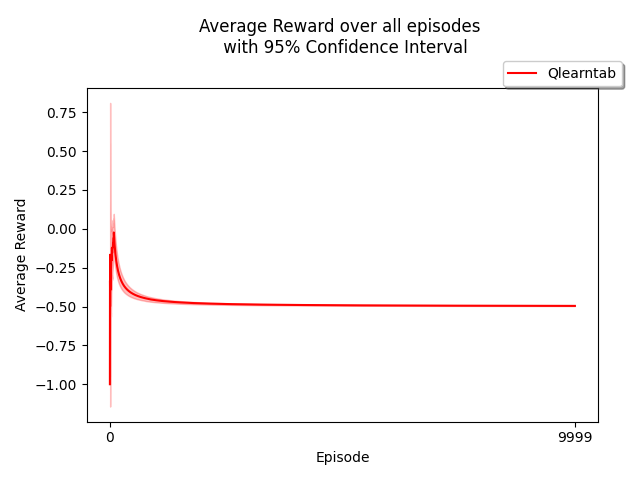 Average Reward over all episodes
with 95% Confidence Interval
Qlearntab
0.75
0.50
0.25
0.00
−0.25
−0.50
−0.75
−1.00
Average Reward
0
9999
Episode